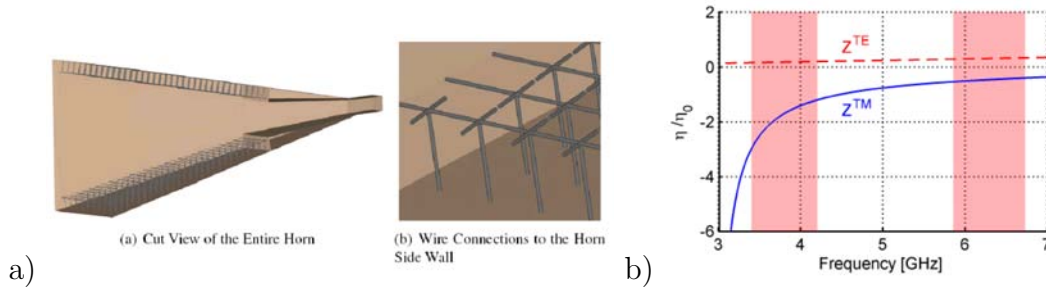 (a) Cut View of the Entire Horn
(b) Wire Connections to the Horn
Side Wall
a)
2
0
-2
-4
-6
η /η0
Z^TE
Z^TM
3
4
5
6
7
Frequency [GHz]
b)